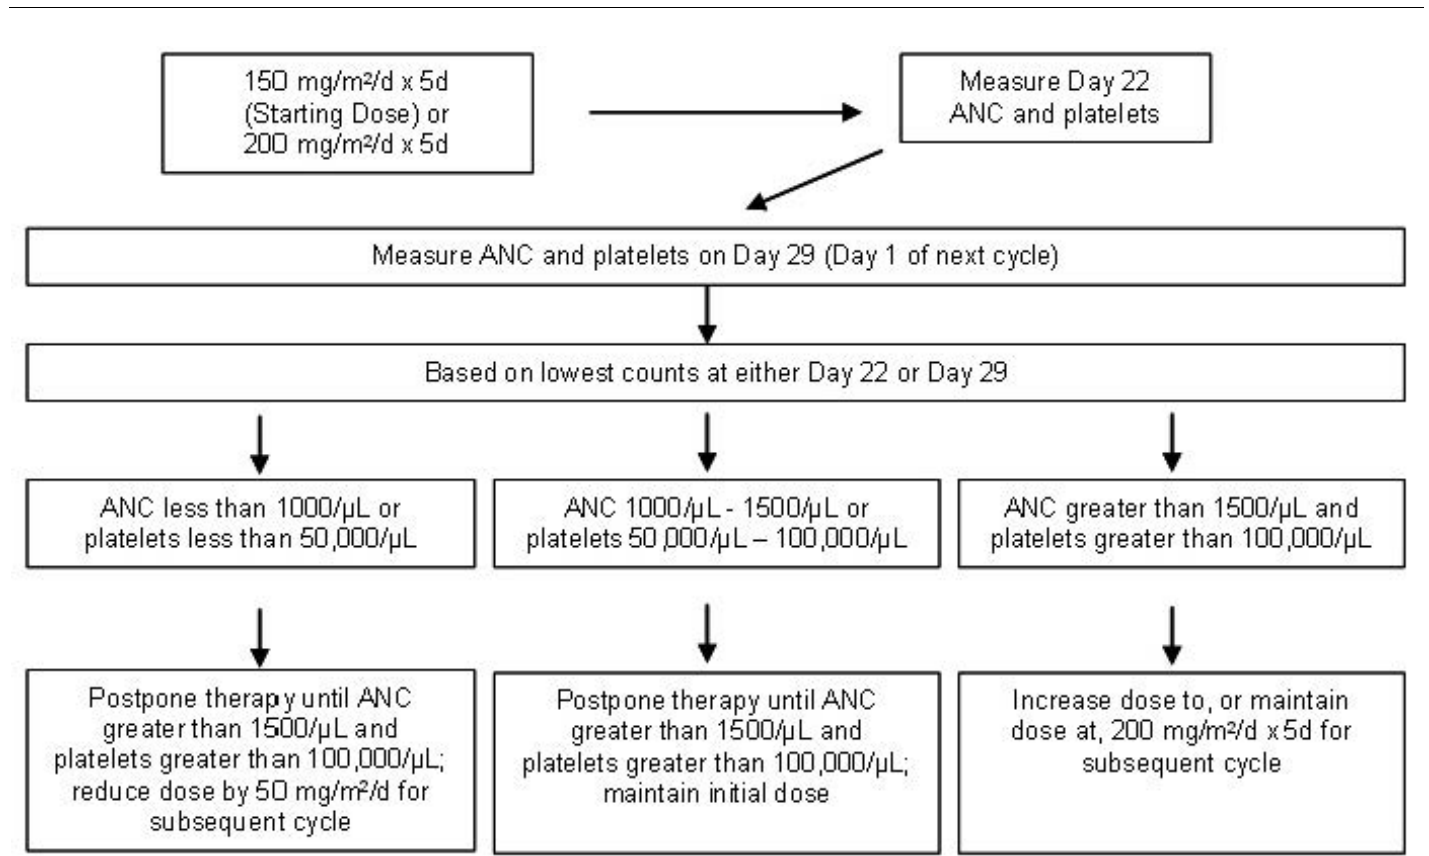 150 mg/m²/d x 5d
(Starting Dose) or
200 mg/m²/d x 5d
Measure Day 22
ANC and platelets
Measure ANC and platelets on Day 29 (Day 1 of next cycle)
Based on lowest counts at either Day 22 or Day 29
ANC less than 1000/µL or
platelets less than 50,000/µL
ANC 1000/µL - 1500/µL or
platelets 50,000/µL – 100,000/µL
ANC greater than 1500/µL and
platelets greater than 100,000/µL
Postpone therapy until ANC
greater than 1500/µL and
platelets greater than 100,000/µL;
reduce dose by 50 mg/m²/d for
subsequent cycle
Postpone therapy until ANC
greater than 1500/µL and
platelets greater than 100,000/µL;
maintain initial dose
Increase dose to, or maintain
dose at, 200 mg/m²/d x 5d for
subsequent cycle